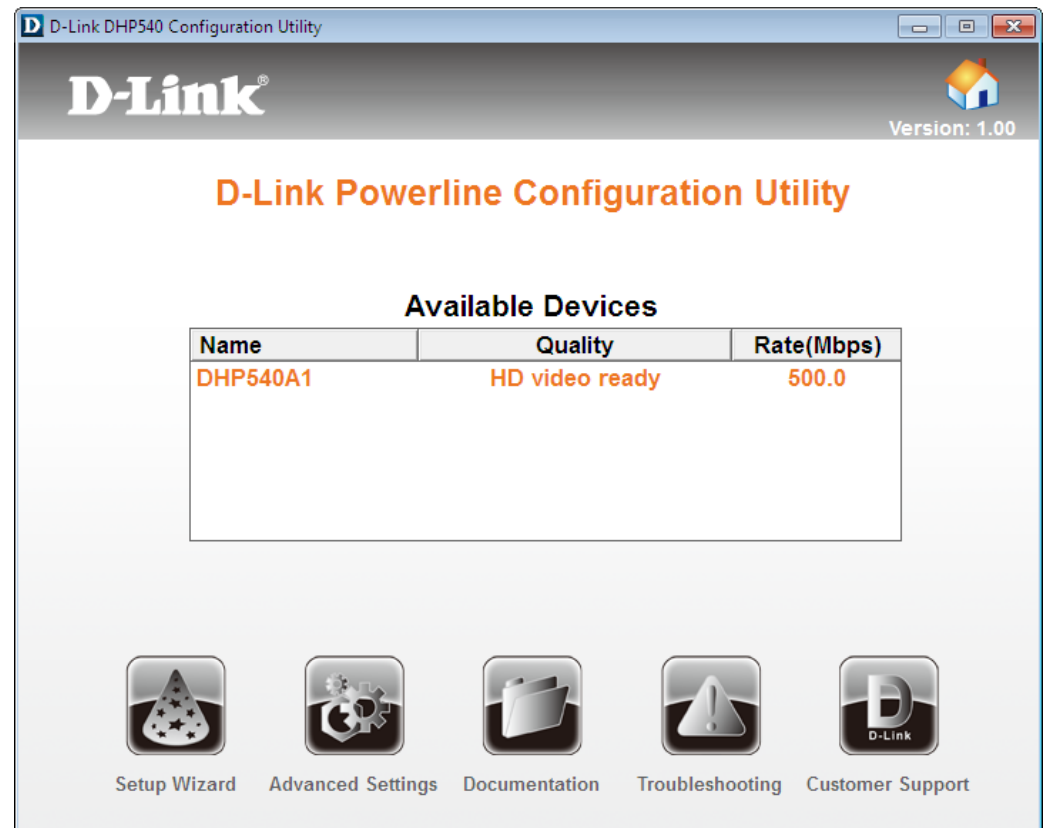 D-Link DHP540 Configuration Utility
D-Link®
Version: 1.00
D-Link Powerline Configuration Utility
Available Devices
Name Quality Rate(Mbps)
DHP540A1 HD video ready 500.0
D-Link
Setup Wizard Advanced Settings Documentation Troubleshooting Customer Support